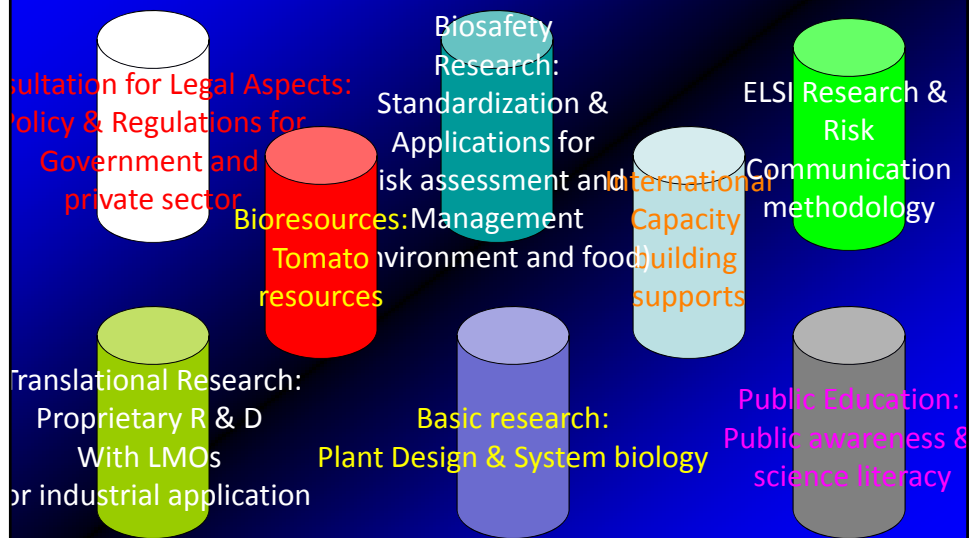 sultation for Legal Aspects:
Policy & Regulations for
Government and
private sector
Biosafety
Research:
Standardization &
Applications for
isk assessment and
Management
nvironment and food)
ELSI Research &
Risk
Communication
methodology
Bioresources:
Tomato
resources
International
Capacity
building
supports
Translational Research:
Proprietary R & D
With LMOs
or industrial application
Basic research:
Plant Design & System biology
Public Education:
Public awareness &
science literacy